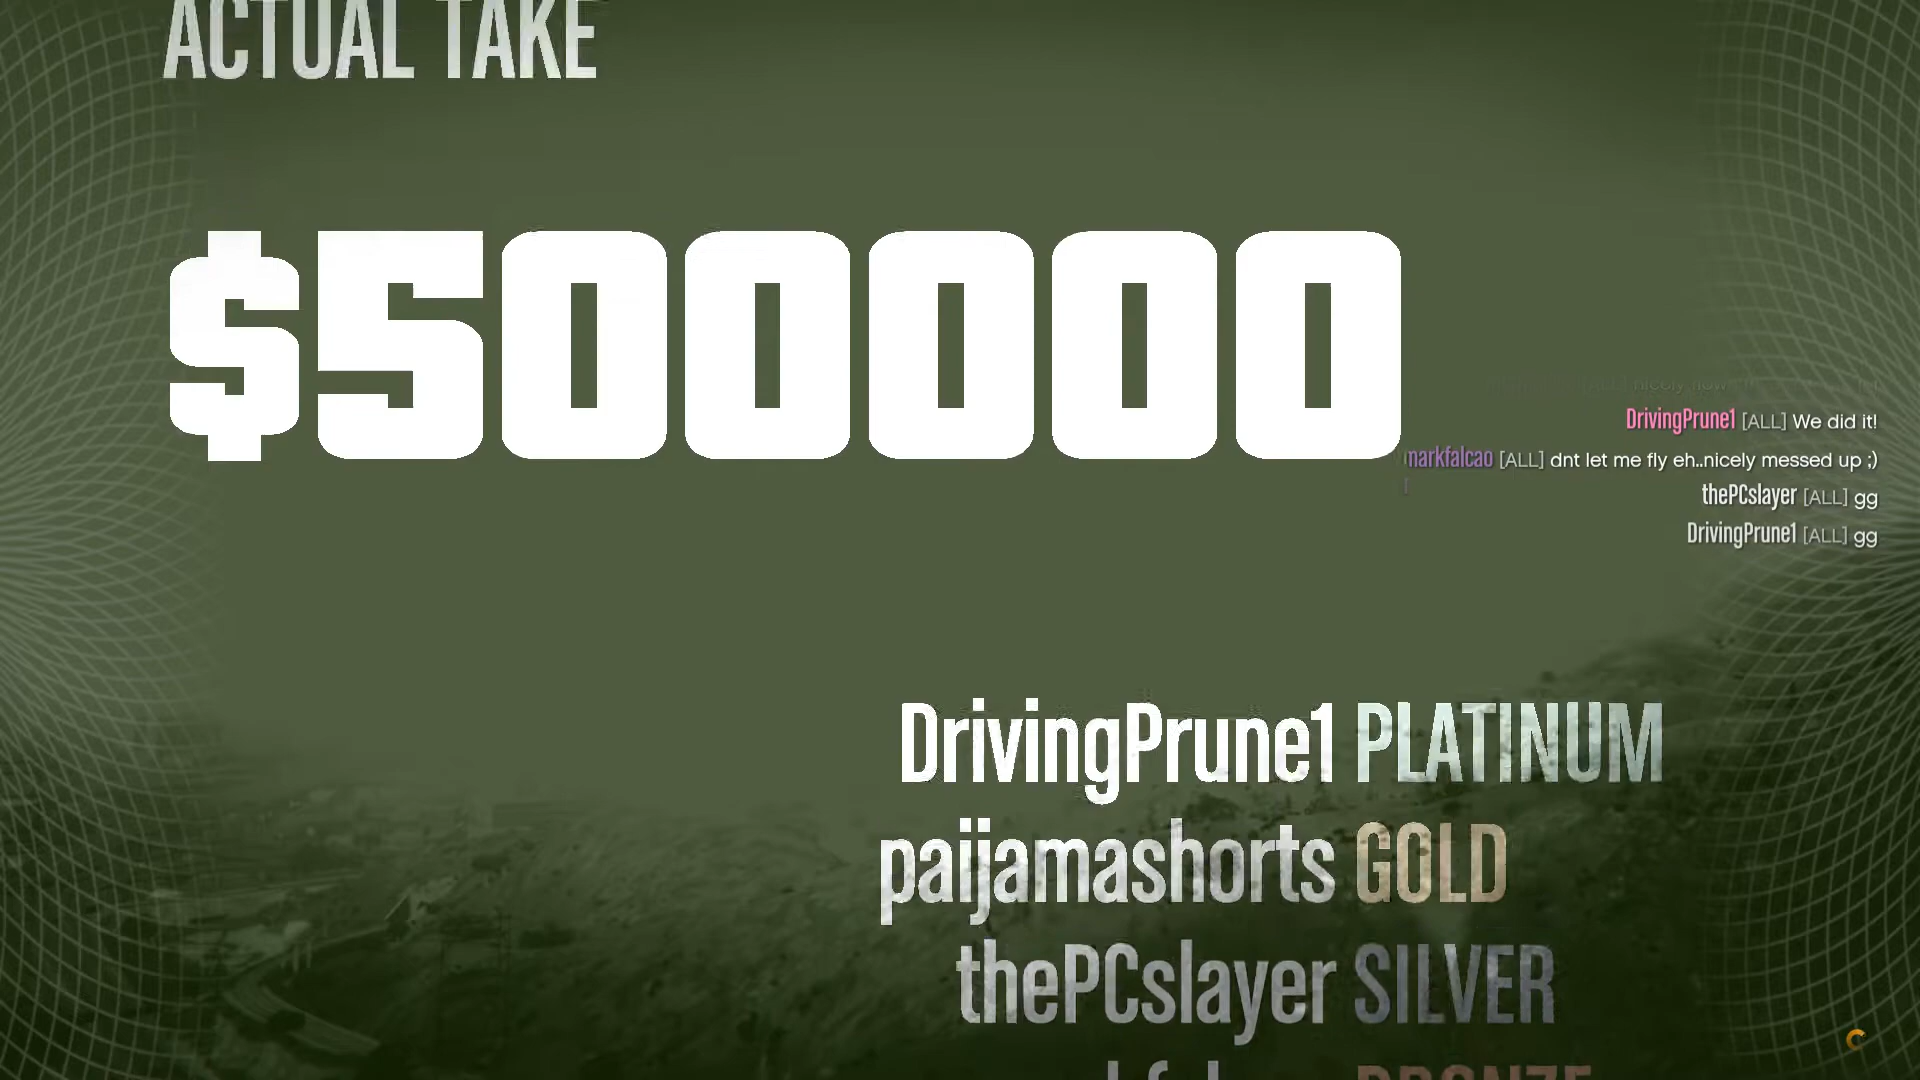 ACTUAL TAKE
$500000
DrivingPrune1 [ALL] We did it!
markfalcao [ALL] dnt let me fly eh..nicely messed up ;)
thePCslayer [ALL] gg
DrivingPrune1 [ALL] gg
DrivingPrune1 PLATINUM
paijamashorts GOLD
thePCslayer SILVER
BRONZE